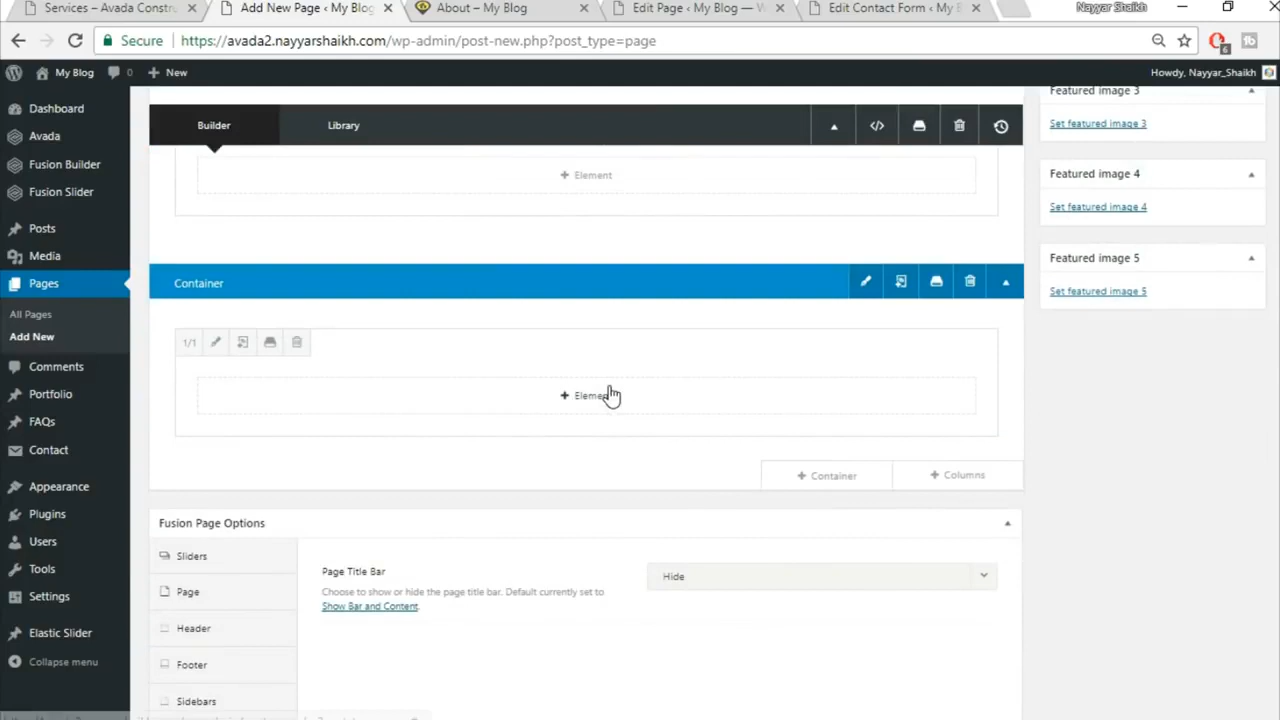 Services – Avada Constru
Add New Page ‹ My Blog
About – My Blog
Edit Page ‹ My Blog — W
Edit Contact Form ‹ My B
Nayyar Shaikh
Secure
https://avada2.nayyarshaikh.com/wp-admin/post-new.php?post_type=page
6
My Blog
0
New
Howdy, Nayyar_Shaikh
Dashboard
Avada
Fusion Builder
Fusion Slider
Posts
Media
Pages
All Pages
Add New
Comments
Portfolio
FAQs
Contact
Appearance
Plugins
Users
Tools
Settings
Elastic Slider
Collapse menu
Builder
Library
+ Element
Container
1/1
+ Element
+ Container
+ Columns
Fusion Page Options
Sliders
Page
Header
Footer
Sidebars
Page Title Bar
Choose to show or hide the page title bar. Default currently set to
Show Bar and Content.
Hide
Featured image 3
Set featured image 3
Featured image 4
Set featured image 4
Featured image 5
Set featured image 5